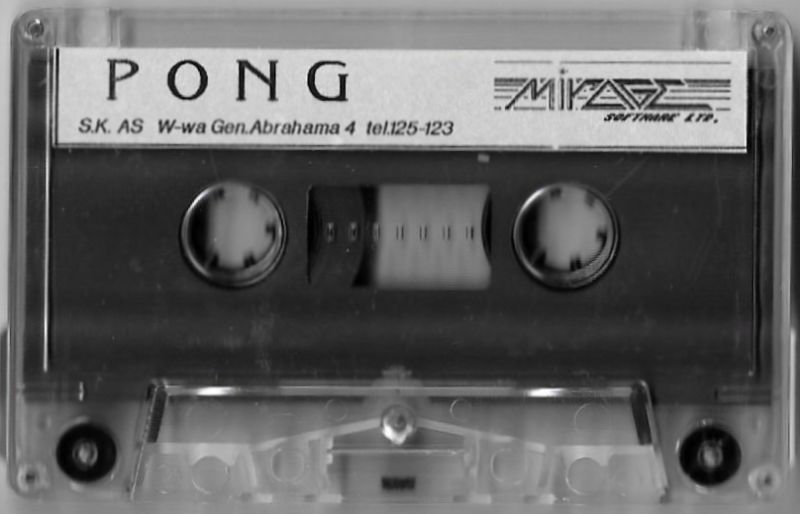 PONG
MIRAGE
SOFTWARE LTD.
S.K. AS W-wa Gen.Abrahama 4 tel.125-123